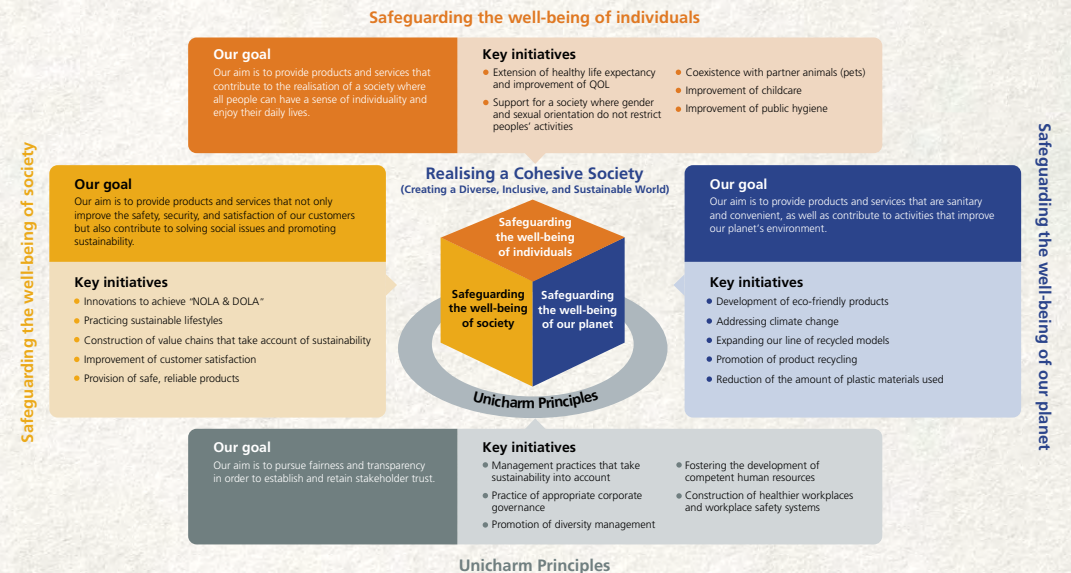 Safeguarding the well-being of individuals
Our goal
Our aim is to provide products and services that
contribute to the realisation of a society where
all people can have a sense of individuality and
enjoy their daily lives.
Key initiatives
Extension of healthy life expectancy
and improvement of QOL
Support for a society where gender
and sexual orientation do not restrict
peoples’ activities
Coexistence with partner animals (pets)
Improvement of childcare
Improvement of public hygiene
Safeguarding the well-being of society
Our goal
Our aim is to provide products and services that not only
improve the safety, security, and satisfaction of our customers
but also contribute to solving social issues and promoting
sustainability.
Key initiatives
Innovations to achieve “NOLA & DOLA”
Practicing sustainable lifestyles
Construction of value chains that take account of sustainability
Improvement of customer satisfaction
Provision of safe, reliable products
Realising a Cohesive Society
(Creating a Diverse, Inclusive, and Sustainable World)
Safeguarding
the well-being
of individuals
Safeguarding
the well-being
of society
Safeguarding
the well-being
of our planet
Unicharm Principles
Our goal
Our aim is to provide products and services that are sanitary
and convenient, as well as contribute to activities that improve
our planet’s environment.
Key initiatives
Development of eco-friendly products
Addressing climate change
Expanding our line of recycled models
Promotion of product recycling
Reduction of the amount of plastic materials used
Safeguarding the well-being of our planet
Our goal
Our aim is to pursue fairness and transparency
in order to establish and retain stakeholder trust.
Key initiatives
Management practices that take
sustainability into account
Practice of appropriate corporate
governance
Promotion of diversity management
Fostering the development of
competent human resources
Construction of healthier workplaces
and workplace safety systems
Unicharm Principles